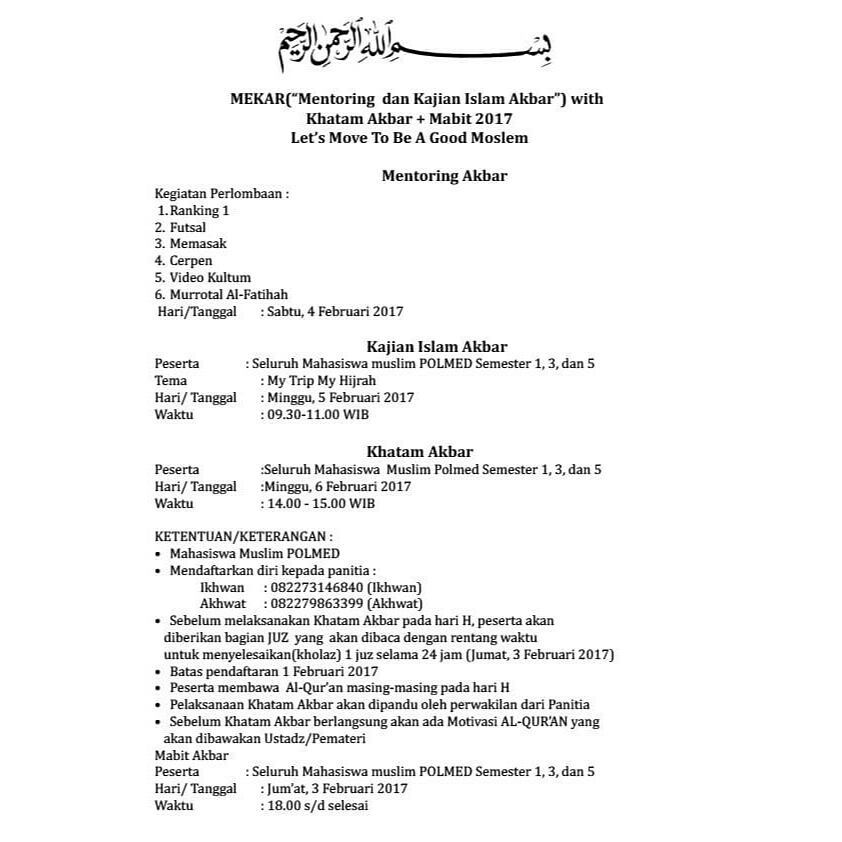 بِسْمِ اللهِ الرَّحْمٰنِ الرَّحِيْمِ
MEKAR("Mentoring dan Kajian Islam Akbar") with
Khatam Akbar + Mabit 2017
Let's Move To Be A Good Moslem
Mentoring Akbar
Kegiatan Perlombaan :
1. Ranking 1
2. Futsal
3. Memasak
4. Cerpen
5. Video Kultum
6. Murrotal Al-Fatihah
Hari/Tanggal : Sabtu, 4 Februari 2017
Kajian Islam Akbar
Peserta : Seluruh Mahasiswa muslim POLMED Semester 1, 3, dan 5
Tema : My Trip My Hijrah
Hari/ Tanggal : Minggu, 5 Februari 2017
Waktu : 09.30-11.00 WIB
Khatam Akbar
Peserta :Seluruh Mahasiswa Muslim Polmed Semester 1, 3, dan 5
Hari/ Tanggal :Minggu, 6 Februari 2017
Waktu : 14.00 - 15.00 WIB
KETENTUAN/KETERANGAN :
• Mahasiswa Muslim POLMED
• Mendaftarkan diri kepada panitia :
Ikhwan : 082273146840 (Ikhwan)
Akhwat : 082279863399 (Akhwat)
• Sebelum melaksanakan Khatam Akbar pada hari H, peserta akan
diberikan bagian JUZ yang akan dibaca dengan rentang waktu
untuk menyelesaikan(kholaz) 1 juz selama 24 jam (Jumat, 3 Februari 2017)
• Batas pendaftaran 1 Februari 2017
• Peserta membawa Al-Qur'an masing-masing pada hari H
• Pelaksanaan Khatam Akbar akan dipandu oleh perwakilan dari Panitia
• Sebelum Khatam Akbar berlangsung akan ada Motivasi AL-QUR'AN yang
akan dibawakan Ustadz/Pemateri
Mabit Akbar
Peserta : Seluruh Mahasiswa muslim POLMED Semester 1, 3, dan 5
Hari/ Tanggal : Jum'at, 3 Februari 2017
Waktu : 18.00 s/d selesai